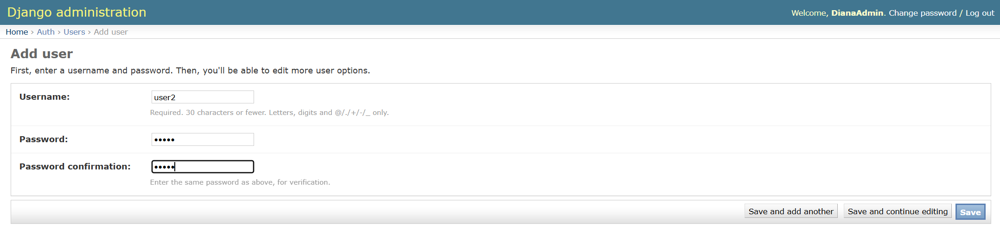 Django administration
Welcome, DianaAdmin. Change password / Log out
Home › Auth › Users › Add user
Add user
First, enter a username and password. Then, you'll be able to edit more user options.
Username: user2
Required. 30 characters or fewer. Letters, digits and @/./+/-/_ only.
Password: •••••
Password confirmation: •••••
Enter the same password as above, for verification.
Save and add another Save and continue editing Save